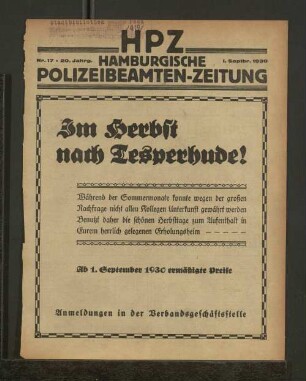 HPZ
Nr. 17 • 20. Jahrg. HAMBURGISCHE 1. Septbr. 1930
POLIZEIBEAMTEN-ZEITUNG
Im Herbst
nach Tesperhude!
Während der Sommermonate konnte wegen der großen
Nachfrage nicht allen Kollegen Unterkunft gewährt werden
Benutzt daher die schönen Herbsttage zum Aufenthalt in
Eurem herrlich gelegenen Erholungsheim – – – – –
Ab 1. September 1930 ermäßigte Preise
Anmeldungen in der Verbandsgeschäftsstelle